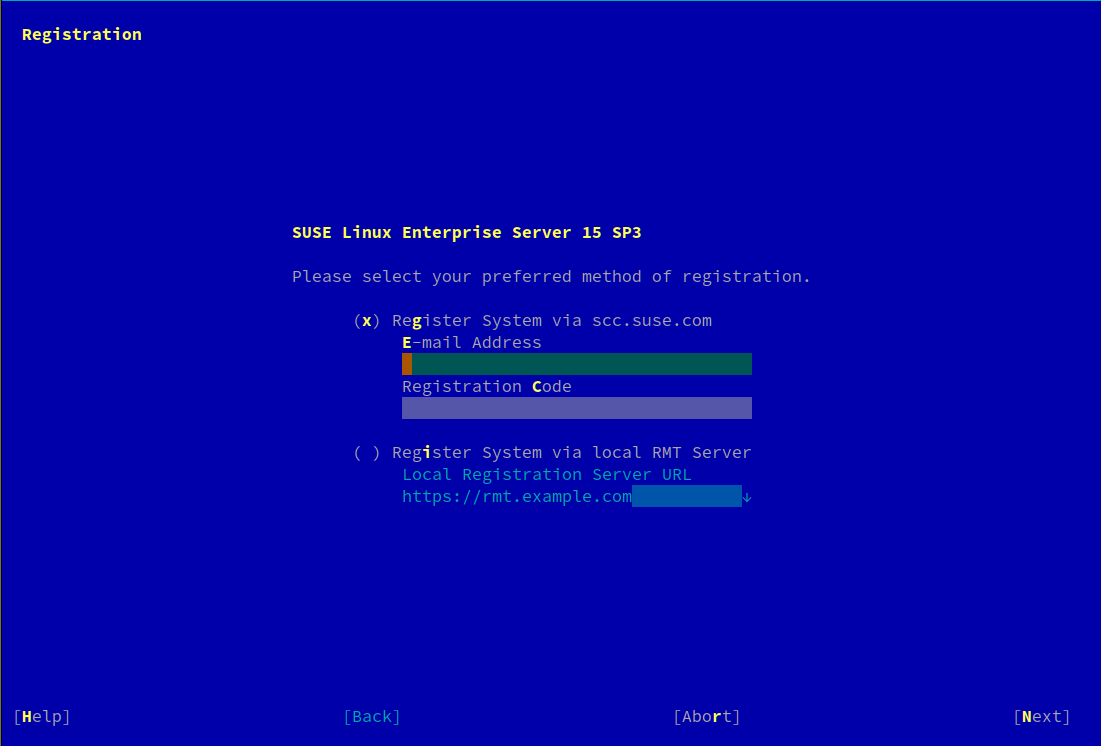 Registration
SUSE Linux Enterprise Server 15 SP3
Please select your preferred method of registration.
(x) Register System via scc.suse.com
E-mail Address
Registration Code
( ) Register System via local RMT Server
Local Registration Server URL
https://rmt.example.com↓
[Help] [Back] [Abort] [Next]